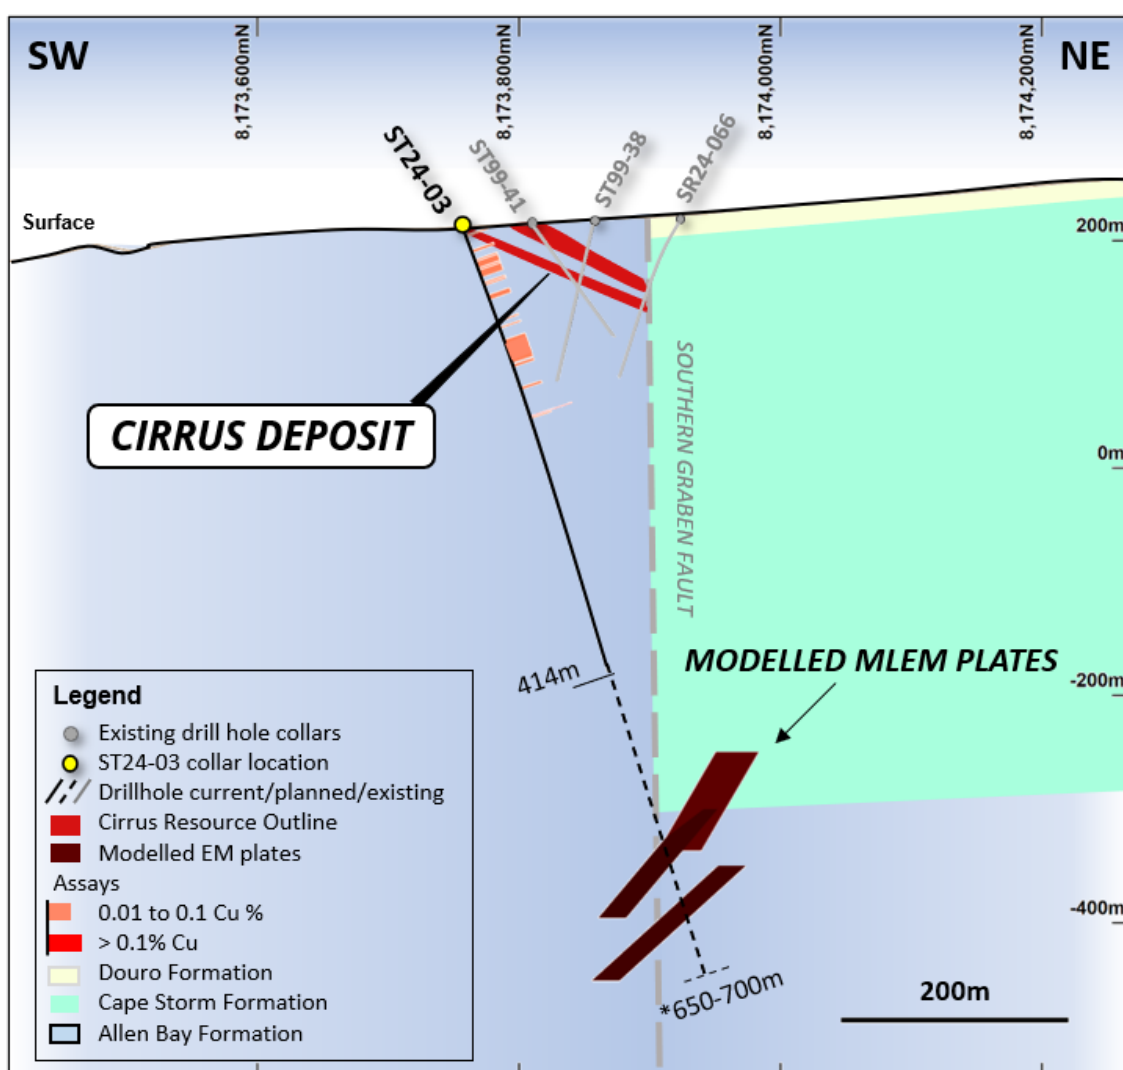 SW
8,173,600mN
8,173,800mN
8,174,000mN
8,174,200mN
NE
ST24-03
ST99-41
ST99-38
SR24-066
Surface
200m
CIRRUS DEPOSIT
SOUTHERN GRABEN FAULT
0m
414m
MODELLED MLEM PLATES
-200m
-400m
*650-700m
200m
Legend
Existing drill hole collars
ST24-03 collar location
Drillhole current/planned/existing
Cirrus Resource Outline
Modelled EM plates
Assays
0.01 to 0.1 Cu %
> 0.1% Cu
Douro Formation
Cape Storm Formation
Allen Bay Formation